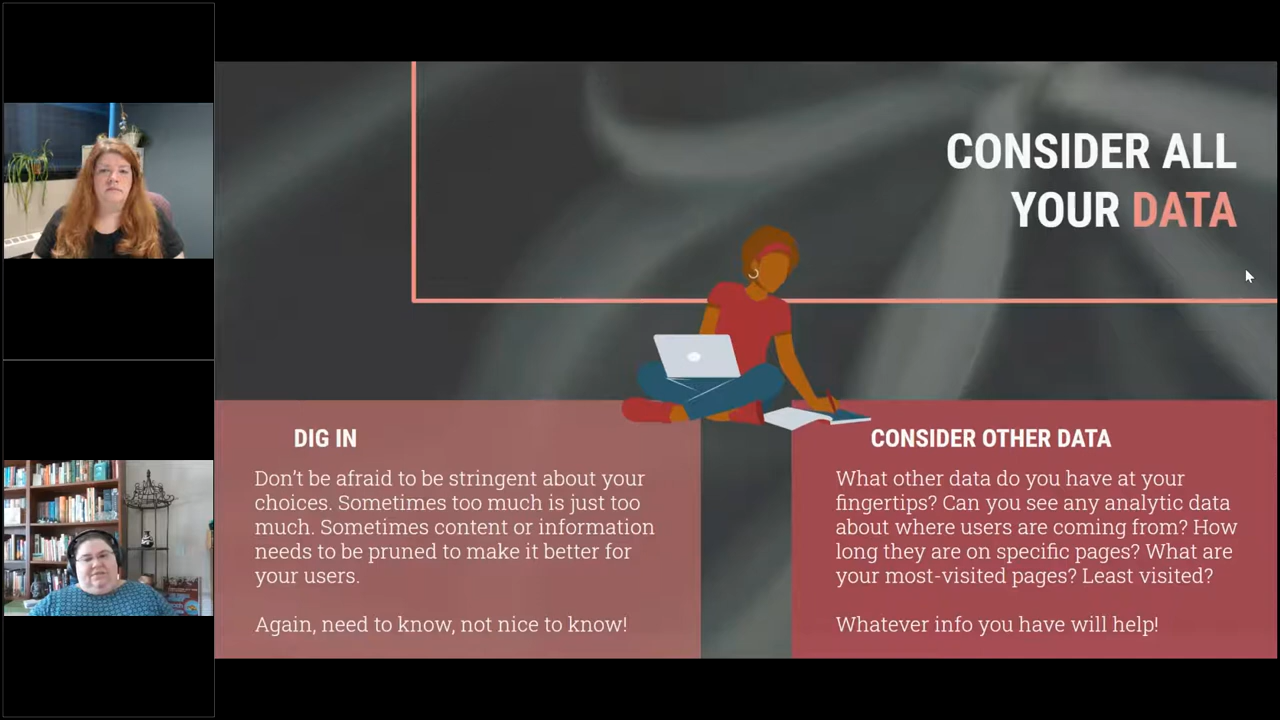 CONSIDER ALL
YOUR DATA
DIG IN
Don't be afraid to be stringent about your
choices. Sometimes too much is just too
much. Sometimes content or information
needs to be pruned to make it better for
your users.
Again, need to know, not nice to know!
CONSIDER OTHER DATA
What other data do you have at your
fingertips? Can you see any analytic data
about where users are coming from? How
long they are on specific pages? What are
your most-visited pages? Least visited?
Whatever info you have will help!